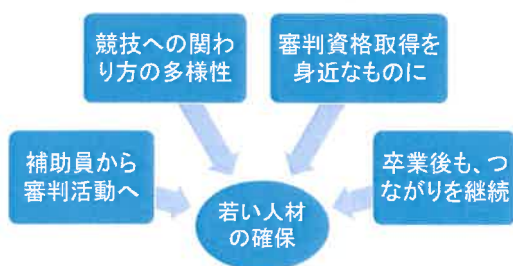 競技への関わ
り方の多様性
審判資格取得を
身近なものに
補助員から
審判活動へ
卒業後も、つ
ながりを継続
若い人材
の確保